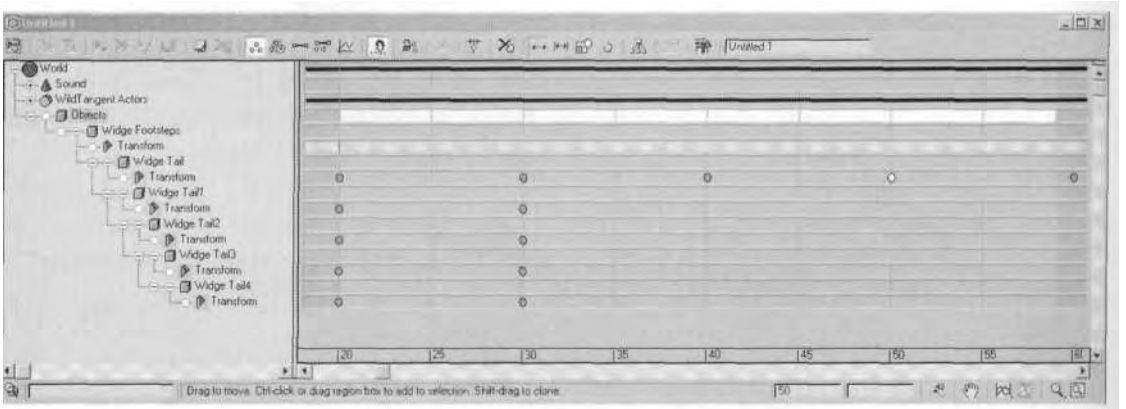 Untitled 1
Untitled 1
World
Sound
WildTangent Actors
Objects
Widge Footsteps
Transform
Widge Tail
Transform
Widge Tail1
Transform
Widge Tail2
Transform
Widge Tail3
Transform
Widge Tail4
Transform
20 25 30 35 40 45 50 55 60
Drag to move. Ctrl-click or drag region box to add to selection. Shift-drag to clone. 50